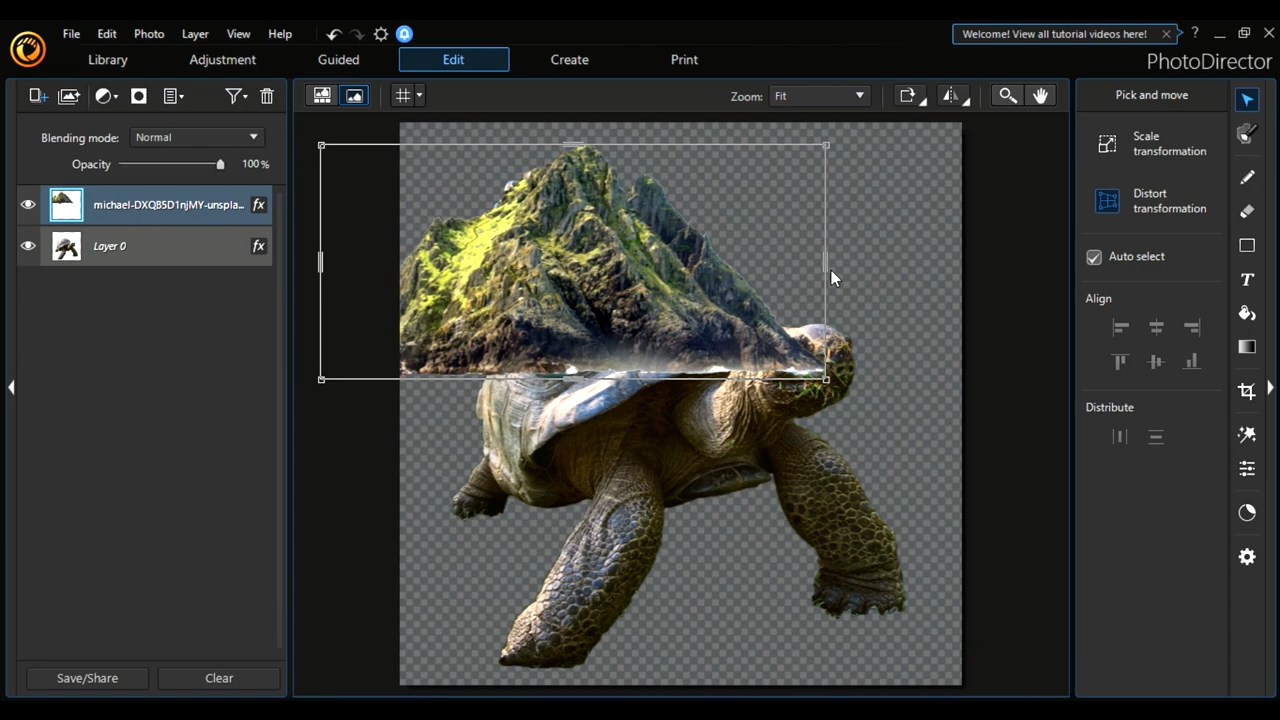 File Edit Photo Layer View Help
Welcome! View all tutorial videos here!
Library Adjustment Guided Edit Create Print
PhotoDirector
Zoom: Fit
Pick and move
Blending mode: Normal
Opacity 100%
Scale
transformation
Distort
transformation
michael-DXQB5D1njMY-unspla... fx
Layer 0 fx
Auto select
Align
Distribute
Save/Share Clear